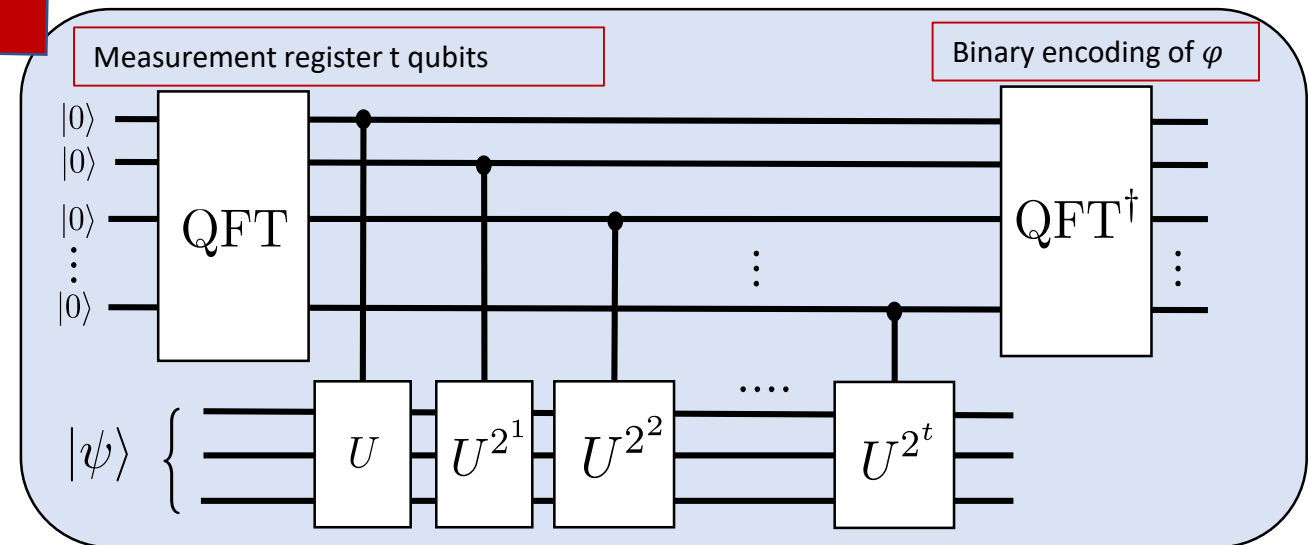 Measurement register t qubits
Binary encoding of φ
|0⟩
|0⟩
|0⟩
⋮
|0⟩
QFT
⋮
QFT†
⋮
|ψ⟩ {
U
U^{2^1}
U^{2^2}
....
U^{2^t}